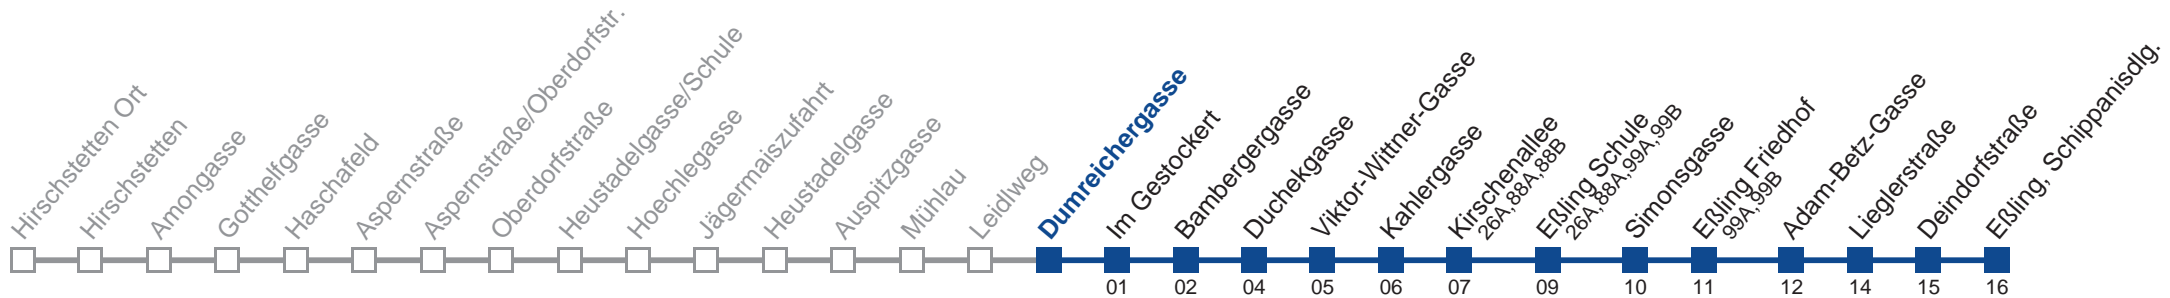 Hirschstetten Ort
Hirschstetten
Amongasse
Gotthelfgasse
Haschafeld
Aspernstraße
Aspernstraße/Oberdorfstr.
Oberdorfstraße
Heustadelgasse/Schule
Hoechlegasse
Jägermaiszufahrt
Heustadelgasse
Auspitzgasse
Mühlau
Leidlweg
Dumreichergasse
Im Gestockert
Bambergergasse
Duchekgasse
Viktor-Wittner-Gasse
Kahlergasse
Kirschenallee
26A,88A,88B
Eßling Schule
26A,88A,99A,99B
Simonsgasse
Eßling Friedhof
99A,99B
Adam-Betz-Gasse
Lieglerstraße
Deindorfstraße
Eßling, Schippanisdlg.
01 02 04 05 06 07 09 10 11 12 14 15 16